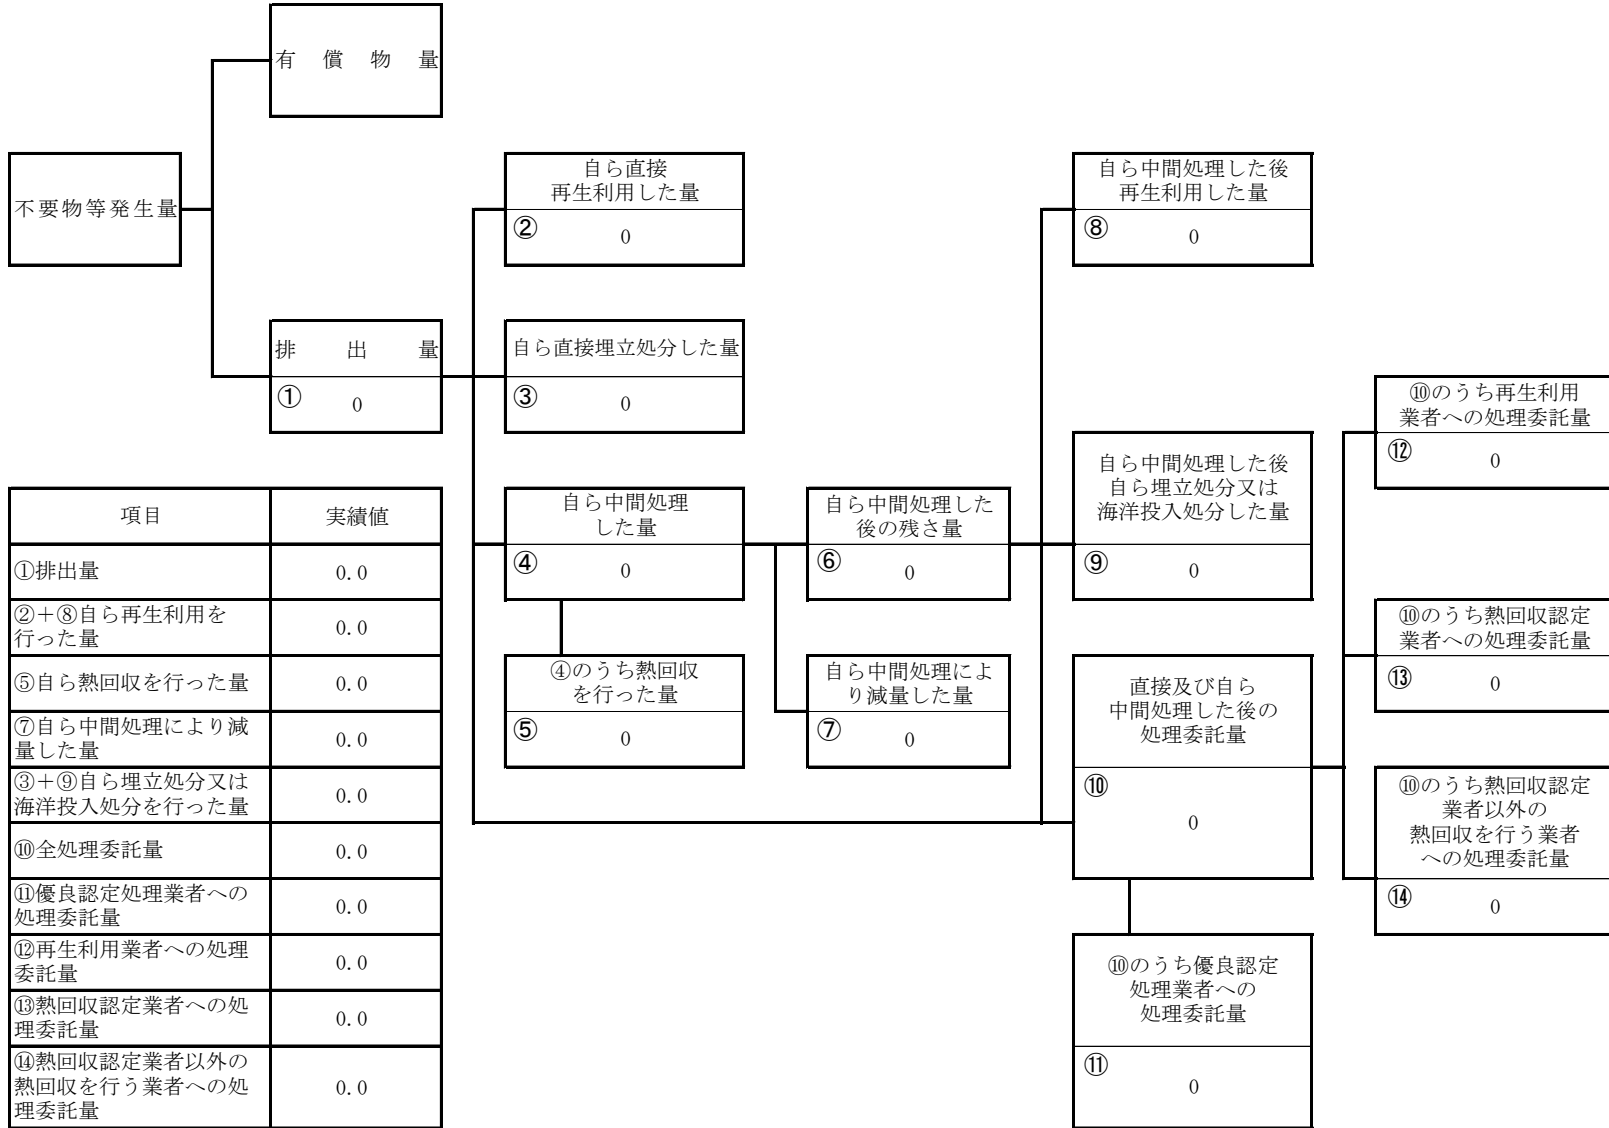 有償物量
不要物等発生量
排出量
① 0
自ら直接
再生利用した量
② 0
自ら直接埋立処分した量
③ 0
自ら中間処理
した量
④ 0
④のうち熱回収
を行った量
⑤ 0
自ら中間処理した
後の残さ量
⑥ 0
自ら中間処理によ
り減量した量
⑦ 0
自ら中間処理した後
再生利用した量
⑧ 0
自ら中間処理した後
自ら埋立処分又は
海洋投入処分した量
⑨ 0
直接及び自ら
中間処理した後の
処理委託量
⑩ 0
⑩のうち優良認定
処理業者への
処理委託量
⑪ 0
⑩のうち再生利用
業者への処理委託量
⑫ 0
⑩のうち熱回収認定
業者への処理委託量
⑬ 0
⑩のうち熱回収認定
業者以外の
熱回収を行う業者
への処理委託量
⑭ 0
項目 実績値
①排出量 0.0
②+⑧自ら再生利用を
行った量 0.0
⑤自ら熱回収を行った量 0.0
⑦自ら中間処理により減
量した量 0.0
③+⑨自ら埋立処分又は
海洋投入処分を行った量 0.0
⑩全処理委託量 0.0
⑪優良認定処理業者への
処理委託量 0.0
⑫再生利用業者への処理
委託量 0.0
⑬熱回収認定業者への処
理委託量 0.0
⑭熱回収認定業者以外の
熱回収を行う業者への処
理委託量 0.0